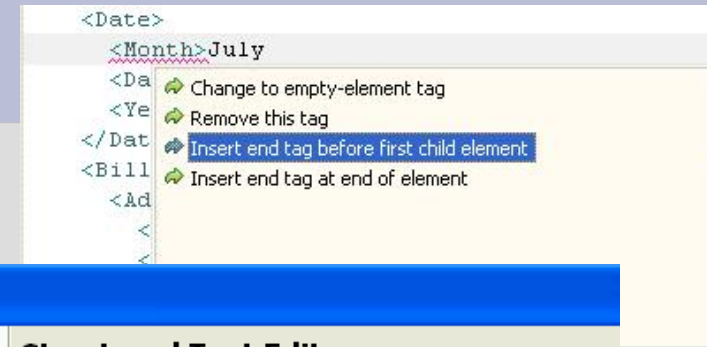 <Date>
<Month>July
<Da
Change to empty-element tag
<Ye
Remove this tag
</Dat
Insert end tag before first child element
<Bill
Insert end tag at end of element
<Ad
<
<